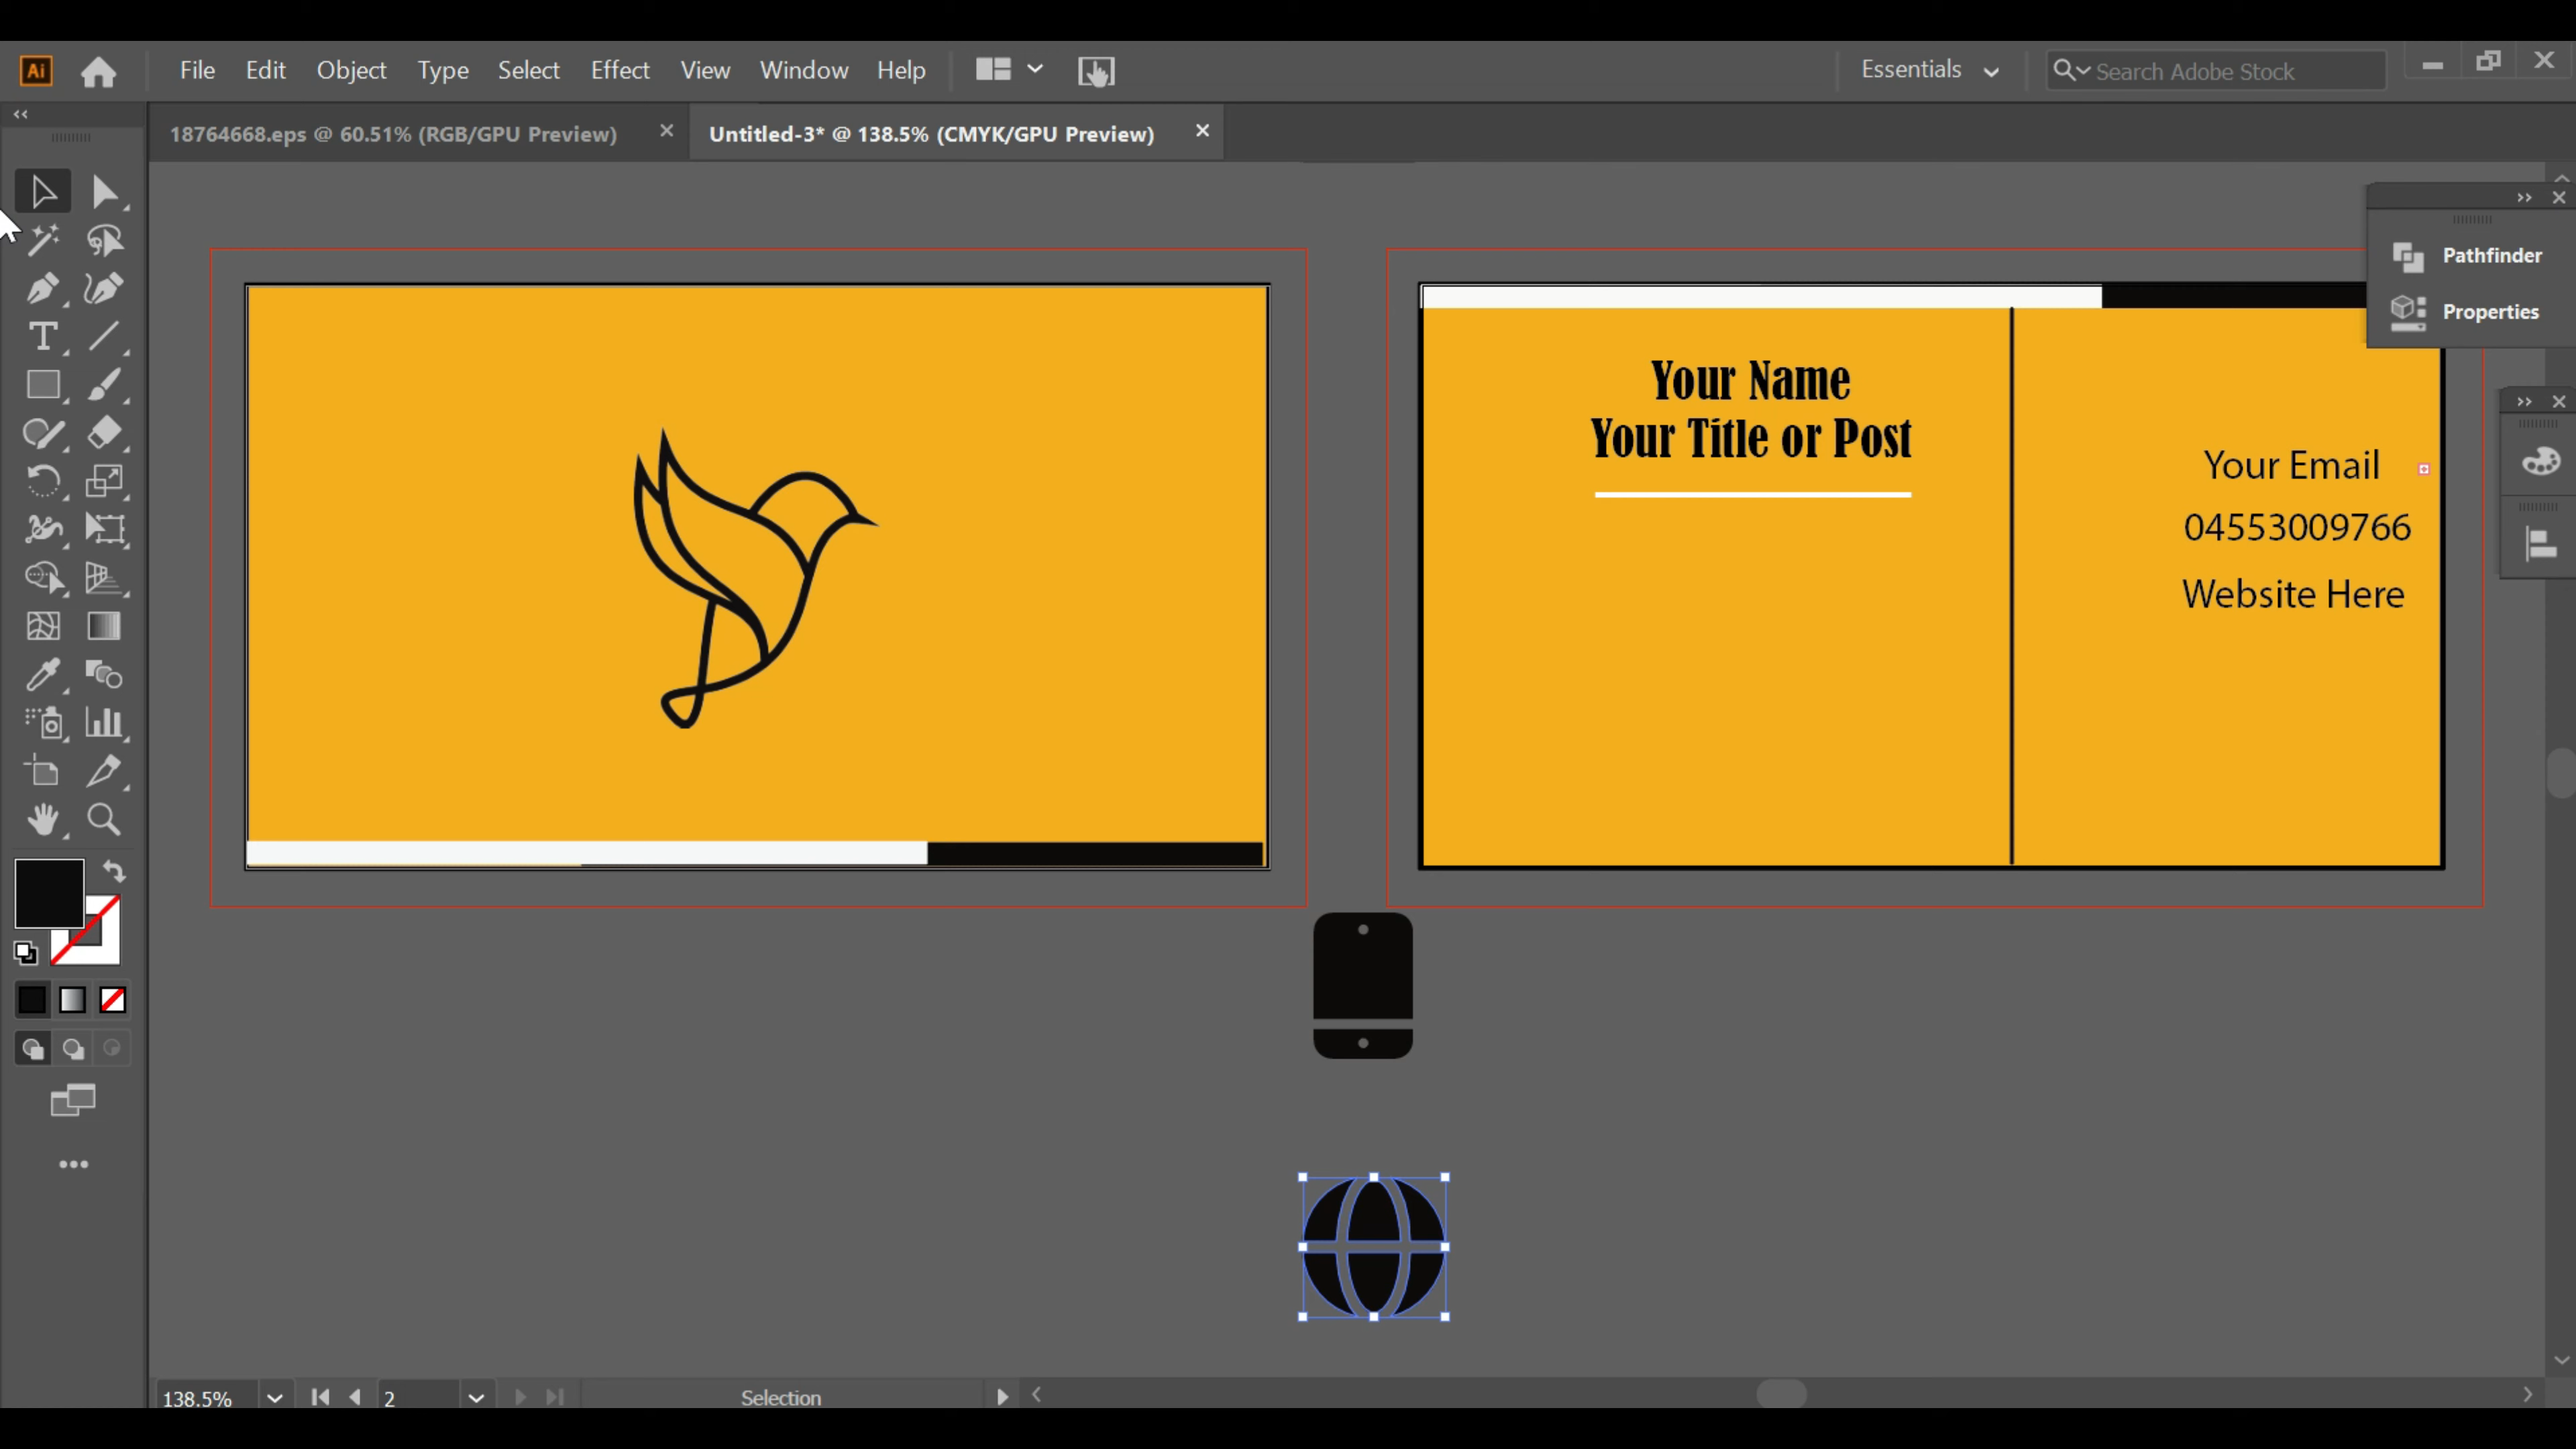 Ai File Edit Object Type Select Effect View Window Help Essentials Search Adobe Stock
18764668.eps @ 60.51% (RGB/GPU Preview) Untitled-3* @ 138.5% (CMYK/GPU Preview)
Pathfinder
Properties
Your Name
Your Title or Post
Your Email
04553009766
Website Here
138.5% 2 Selection